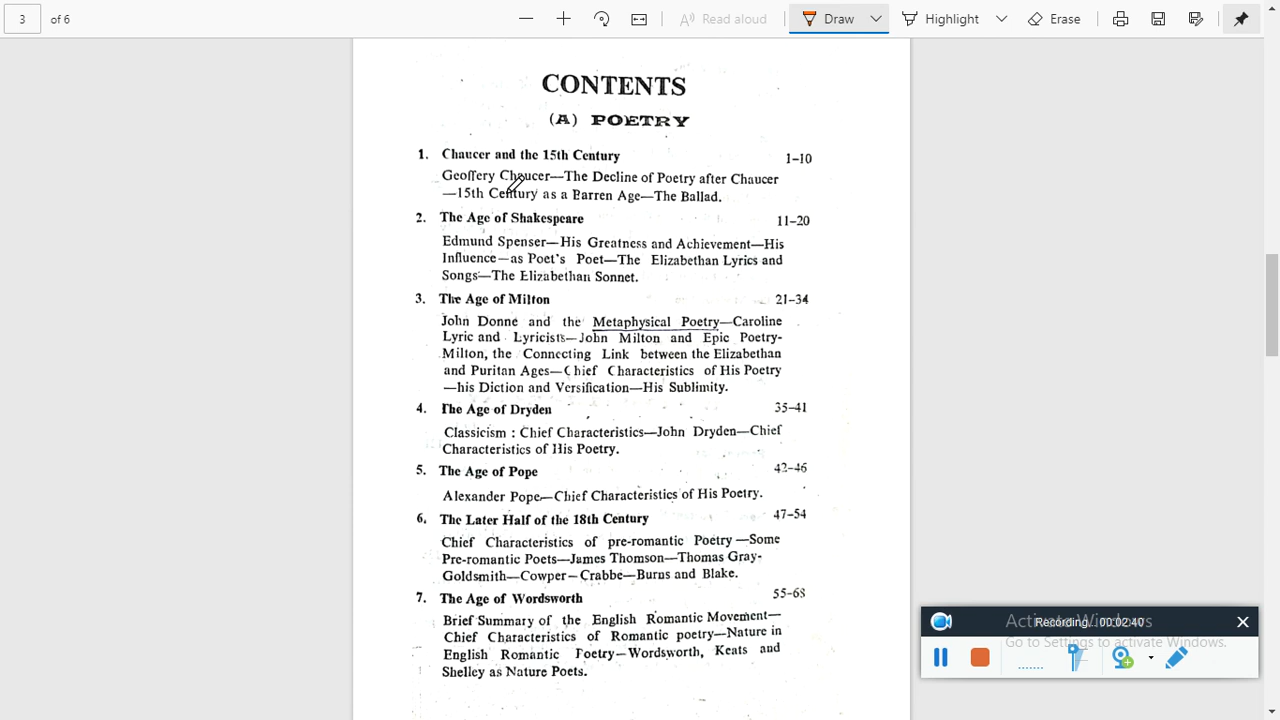 3 of 6 Read aloud Draw Highlight Erase
CONTENTS
(A) POETRY
1. Chaucer and the 15th Century 1-10
Geoffery Chaucer—The Decline of Poetry after Chaucer
—15th Century as a Barren Age—The Ballad.
2. The Age of Shakespeare 11-20
Edmund Spenser—His Greatness and Achievement—His
Influence—as Poet's Poet—The Elizabethan Lyrics and
Songs—The Elizabethan Sonnet.
3. The Age of Milton 21-34
John Donne and the Metaphysical Poetry—Caroline
Lyric and Lyricists—John Milton and Epic Poetry-
Milton, the Connecting Link between the Elizabethan
and Puritan Ages—Chief Characteristics of His Poetry
—his Diction and Versification—His Sublimity.
4. The Age of Dryden 35-41
Classicism : Chief Characteristics—John Dryden—Chief
Characteristics of His Poetry.
5. The Age of Pope 42-46
Alexander Pope—Chief Characteristics of His Poetry.
6. The Later Half of the 18th Century 47-54
Chief Characteristics of pre-romantic Poetry—Some
Pre-romantic Poets—James Thomson—Thomas Gray-
Goldsmith—Cowper—Crabbe—Burns and Blake.
7. The Age of Wordsworth 55-68
Brief Summary of the English Romantic Movement—
Chief Characteristics of Romantic poetry—Nature in
English Romantic Poetry—Wordsworth, Keats and
Shelley as Nature Poets.
Activate Windows
Go to Settings to activate Windows.
Recording... 00:02:40